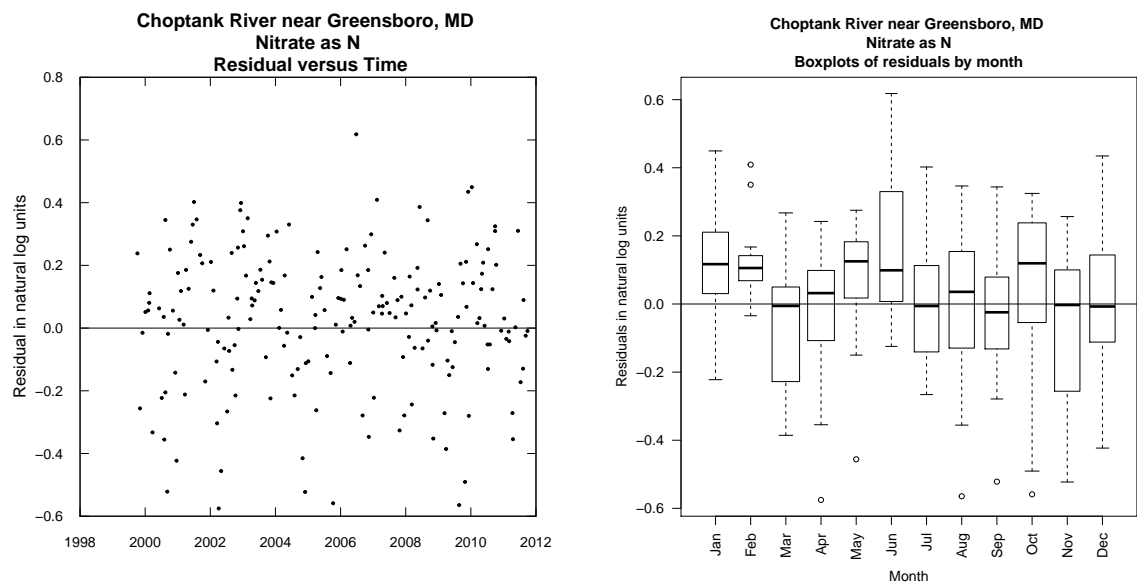 Choptank River near Greensboro, MD
Nitrate as N
Residual versus Time
Residual in natural log units
0.8
0.6
0.4
0.2
0.0
−0.2
−0.4
−0.6
1998 2000 2002 2004 2006 2008 2010 2012
Choptank River near Greensboro, MD
Nitrate as N
Boxplots of residuals by month
Residuals in natural log units
0.6
0.4
0.2
0.0
−0.2
−0.4
−0.6
Jan Feb Mar Apr May Jun Jul Aug Sep Oct Nov Dec
Month